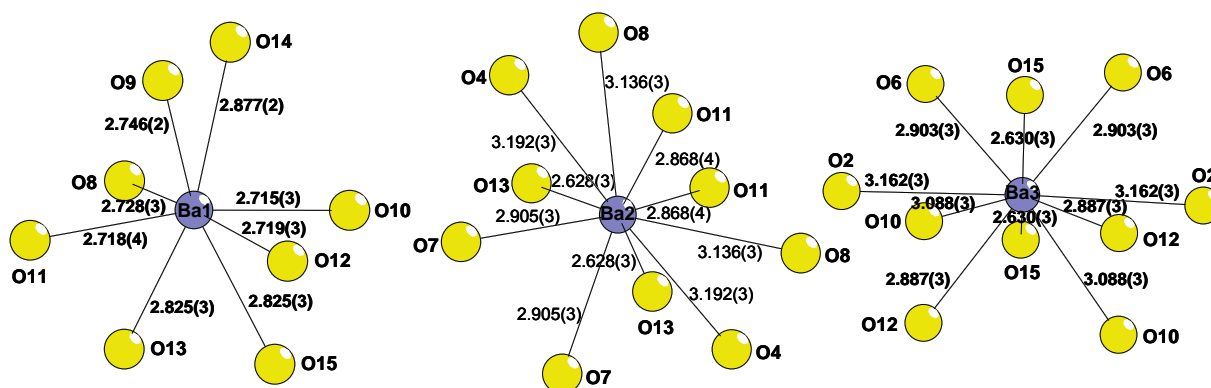 O14
O9
2.877(2)
2.746(2)
O8
2.728(3)
Ba1
2.715(3)
O10
2.719(3)
2.718(4)
O11
O12
2.825(3)
2.825(3)
O13
O15
O8
O4
3.136(3)
O11
3.192(3)
2.868(4)
O13
2.628(3)
O11
2.905(3)
Ba2
2.868(4)
O7
3.136(3)
O8
2.628(3)
3.192(3)
2.905(3)
O13
O4
O7
O15
O6
O6
2.903(3)
2.630(3)
2.903(3)
O2
3.162(3)
Ba3
3.162(3)
O2
3.088(3)
2.887(3)
O10
2.630(3)
O12
O15
2.887(3)
3.088(3)
O12
O10